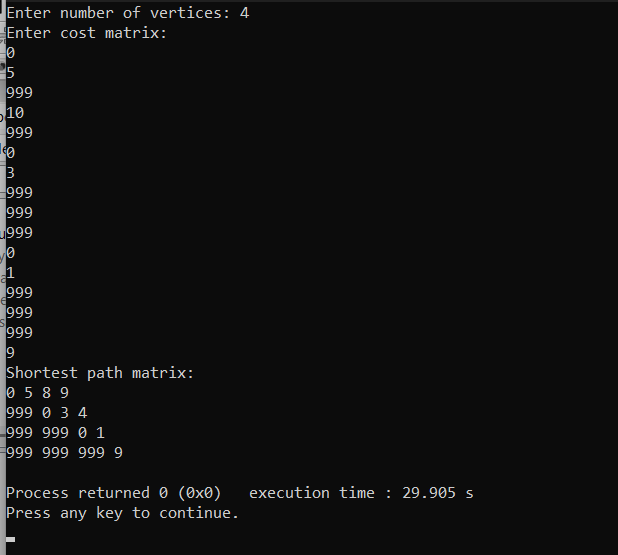 Enter number of vertices: 4
Enter cost matrix:
0
5
999
10
999
0
3
999
999
999
0
1
999
999
999
9
Shortest path matrix:
0 5 8 9
999 0 3 4
999 999 0 1
999 999 999 9
Process returned 0 (0x0)   execution time : 29.905 s
Press any key to continue.